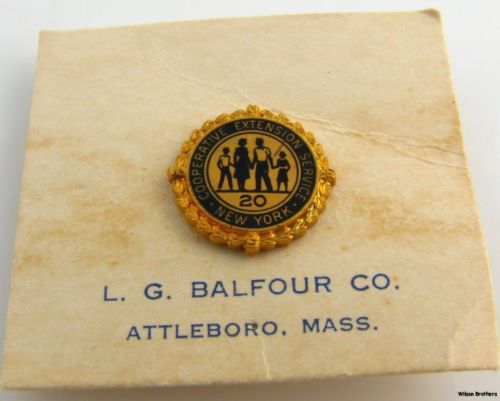 COOPERATIVE EXTENSION SERVICE
20
· NEW YORK ·
L. G. BALFOUR CO.
ATTLEBORO, MASS.
Wilson Brothers